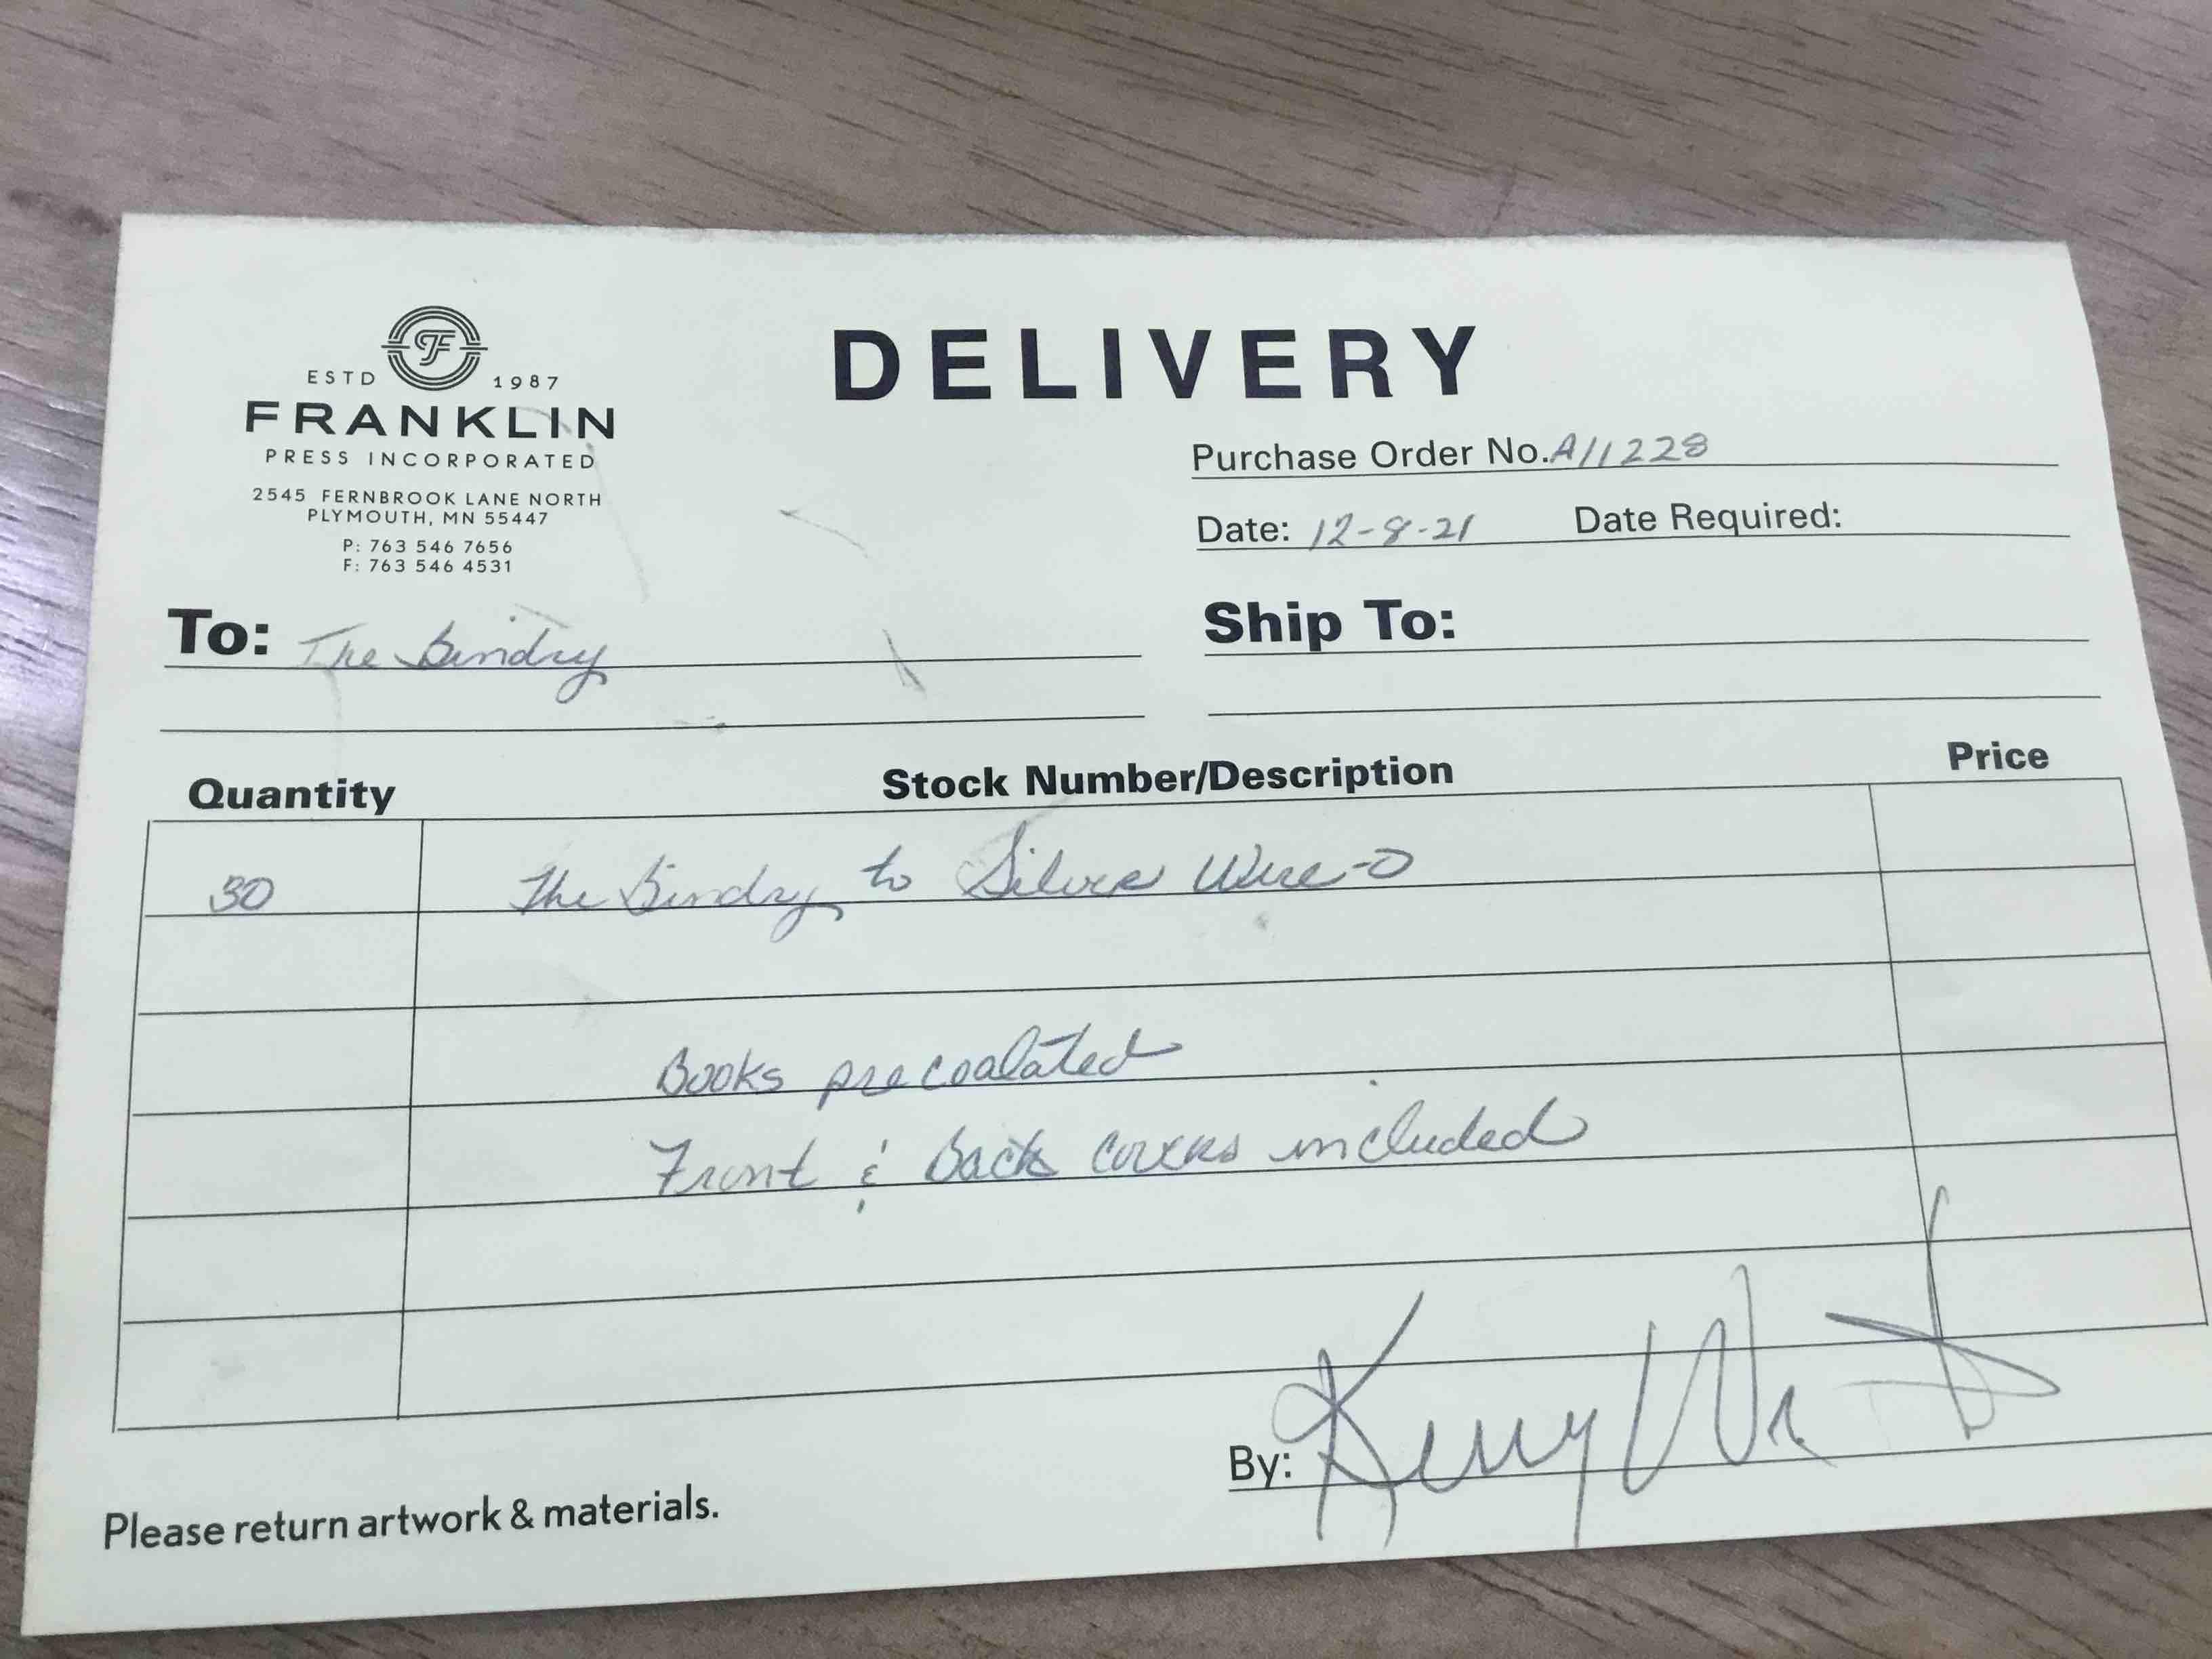 ESTD 1987
FRANKLIN
PRESS INCORPORATED
2545 FERNBROOK LANE NORTH
PLYMOUTH, MN 55447
P: 763 546 7656
F: 763 546 4531
DELIVERY
Purchase Order No. A11228
Date: 12-8-21 Date Required:
To: The Bindry
Ship To:
Quantity Stock Number/Description Price
30 The Bindry to Silver Wire-O
Books precoalated
Front & back covers included
By: Kerry
Please return artwork & materials.